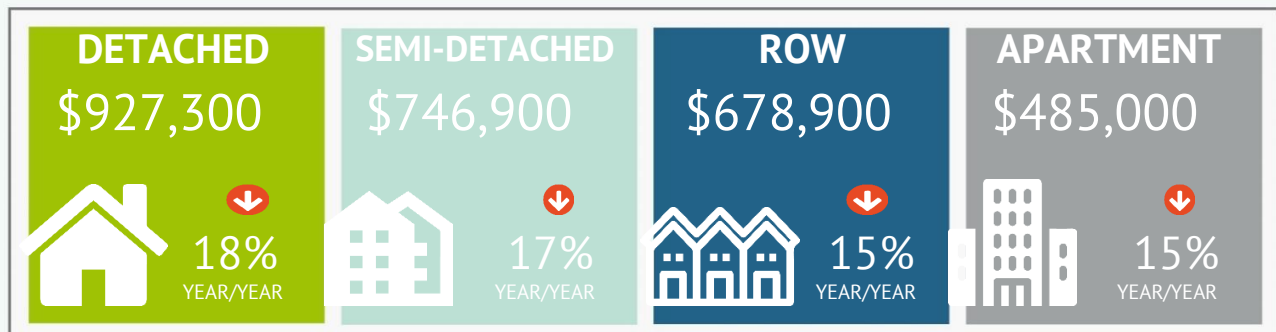 DETACHED
$927,300
18%
YEAR/YEAR
SEMI-DETACHED
$746,900
17%
YEAR/YEAR
ROW
$678,900
15%
YEAR/YEAR
APARTMENT
$485,000
15%
YEAR/YEAR